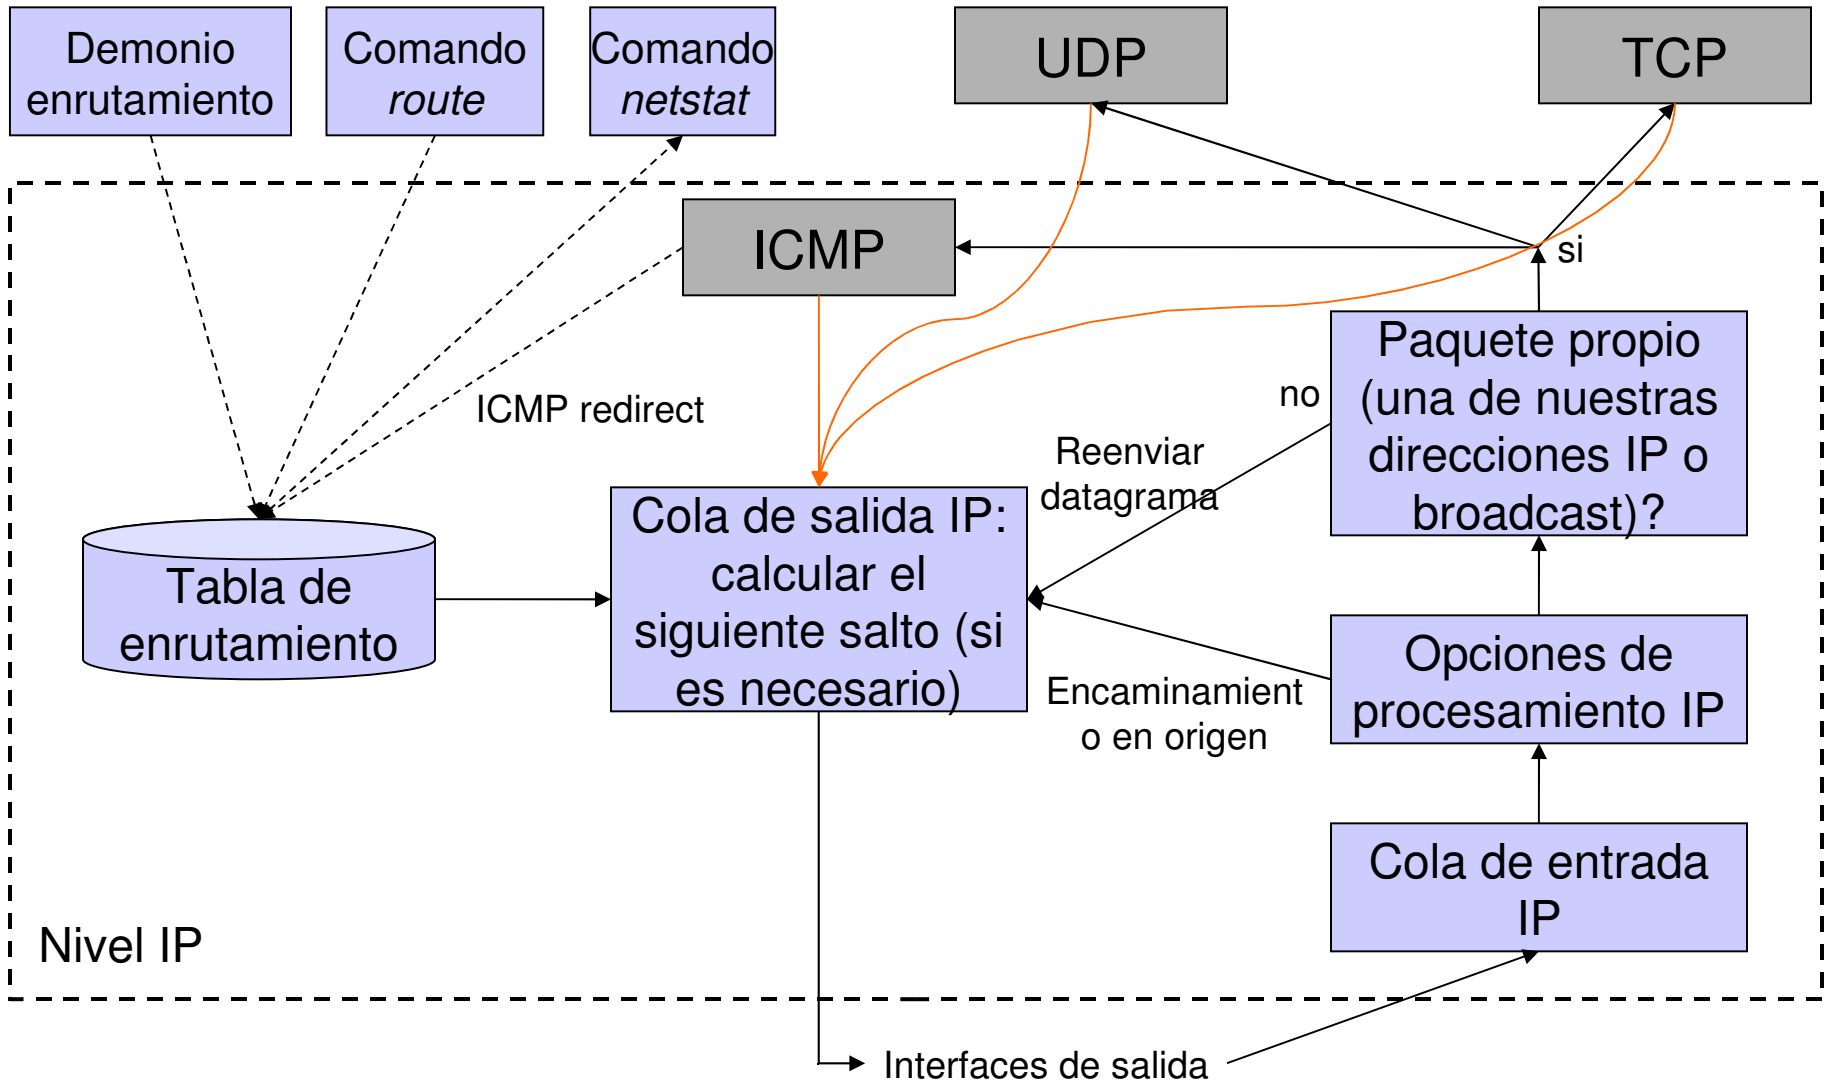 Demonio
enrutamiento
Comando
route
Comando
netstat
UDP
TCP
ICMP
si
Paquete propio
(una de nuestras
direcciones IP o
broadcast)?
no
ICMP redirect
Reenviar
datagrama
Cola de salida IP:
calcular el
siguiente salto (si
es necesario)
Tabla de
enrutamiento
Opciones de
procesamiento IP
Encaminamient
o en origen
Cola de entrada
IP
Nivel IP
Interfaces de salida